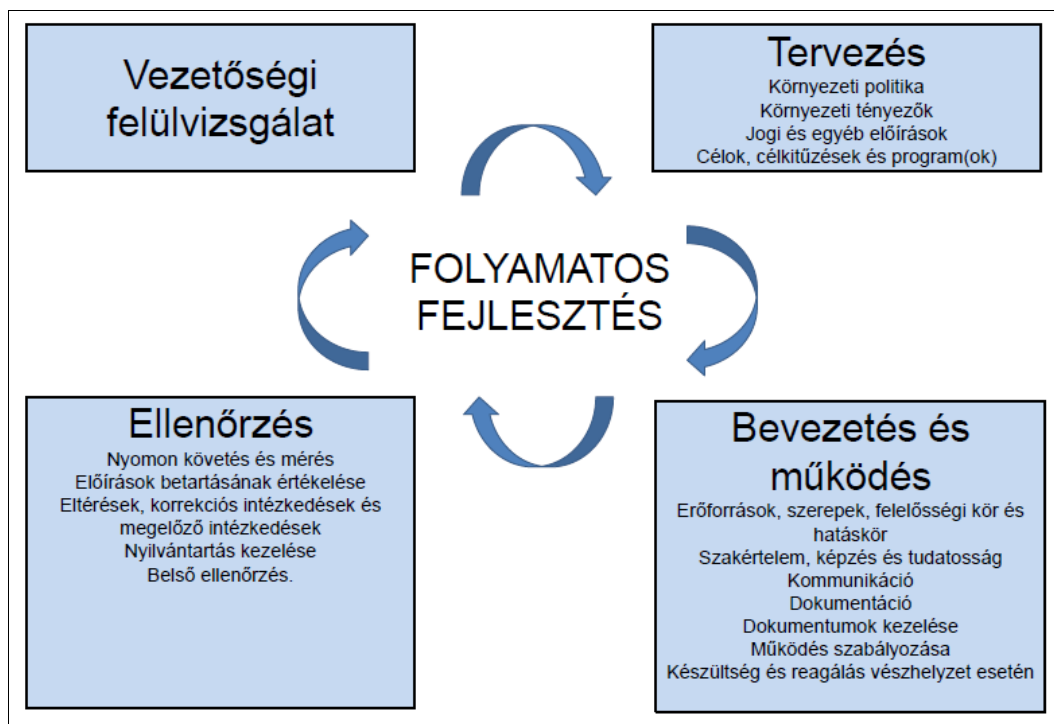 Vezetőségi
felülvizsgálat
Tervezés
Környezeti politika
Környezeti tényezők
Jogi és egyéb előírások
Célok, célkitűzések és program(ok)
FOLYAMATOS
FEJLESZTÉS
Ellenőrzés
Nyomon követés és mérés
Előírások betartásának értékelése
Eltérések, korrekciós intézkedések és
megelőző intézkedések
Nyilvántartás kezelése
Belső ellenőrzés.
Bevezetés és
működés
Erőforrások, szerepek, felelősségi kör és
hatáskör
Szakértelem, képzés és tudatosság
Kommunikáció
Dokumentáció
Dokumentumok kezelése
Működés szabályozása
Készültség és reagálás vészhelyzet esetén